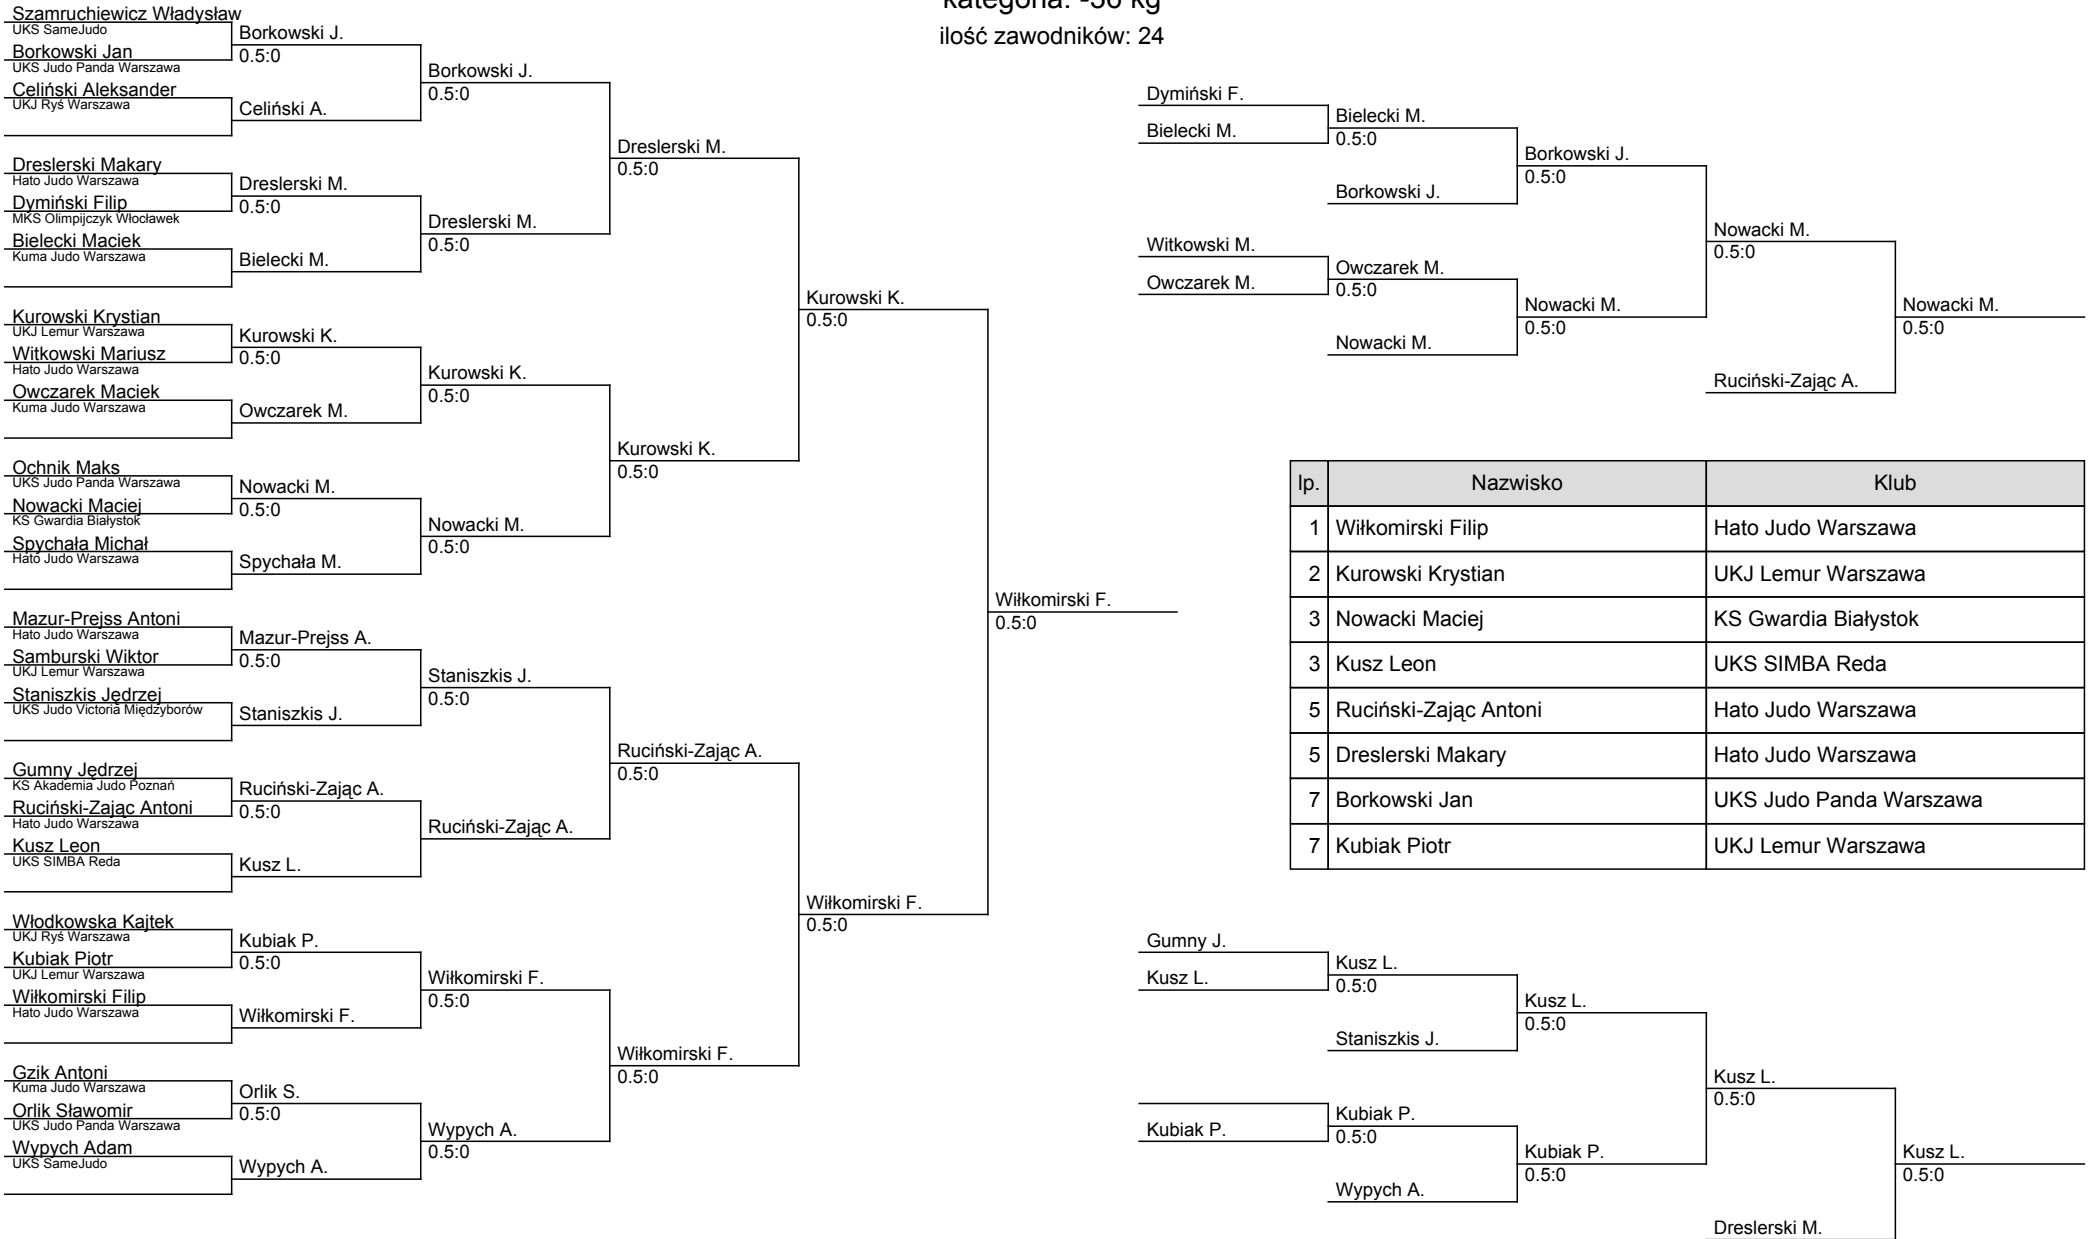 kategoria: -36 kg
ilość zawodników: 24
Szamruchiewicz Władysław
UKS SameJudo
Borkowski Jan
UKS Judo Panda Warszawa
Celiński Aleksander
UKJ Ryś Warszawa
Dreslerski Makary
Hato Judo Warszawa
Dymiński Filip
MKS Olimpijczyk Włocławek
Bielecki Maciek
Kuma Judo Warszawa
Kurowski Krystian
UKJ Lemur Warszawa
Witkowski Mariusz
Hato Judo Warszawa
Owczarek Maciek
Kuma Judo Warszawa
Ochnik Maks
UKS Judo Panda Warszawa
Nowacki Maciej
KS Gwardia Białystok
Spychała Michał
Hato Judo Warszawa
Mazur-Prejss Antoni
Hato Judo Warszawa
Samburski Wiktor
UKJ Lemur Warszawa
Staniszkis Jędrzej
UKS Judo Victoria Międzyborów
Gumny Jędrzej
KS Akademia Judo Poznań
Ruciński-Zając Antoni
Hato Judo Warszawa
Kusz Leon
UKS SIMBA Reda
Włodkowska Kajtek
UKJ Ryś Warszawa
Kubiak Piotr
UKJ Lemur Warszawa
Wiłkomirski Filip
Hato Judo Warszawa
Gzik Antoni
Kuma Judo Warszawa
Orlik Sławomir
UKS Judo Panda Warszawa
Wypych Adam
UKS SameJudo
Borkowski J.
0.5:0
Celiński A.
Dreslerski M.
0.5:0
Bielecki M.
Kurowski K.
0.5:0
Owczarek M.
Nowacki M.
0.5:0
Spychała M.
Mazur-Prejss A.
0.5:0
Staniszkis J.
Ruciński-Zając A.
0.5:0
Kusz L.
Kubiak P.
0.5:0
Wiłkomirski F.
Orlik S.
0.5:0
Wypych A.
Borkowski J.
0.5:0
Dreslerski M.
0.5:0
Kurowski K.
0.5:0
Nowacki M.
0.5:0
Staniszkis J.
0.5:0
Ruciński-Zając A.
Wiłkomirski F.
0.5:0
Wypych A.
0.5:0
Dreslerski M.
0.5:0
Kurowski K.
0.5:0
Ruciński-Zając A.
0.5:0
Wiłkomirski F.
0.5:0
Kurowski K.
0.5:0
Wiłkomirski F.
0.5:0
Wiłkomirski F.
0.5:0
Dymiński F.
Bielecki M.
Witkowski M.
Owczarek M.
Bielecki M.
0.5:0
Borkowski J.
Owczarek M.
0.5:0
Nowacki M.
Borkowski J.
0.5:0
Nowacki M.
0.5:0
Nowacki M.
0.5:0
Ruciński-Zając A.
Nowacki M.
0.5:0
lp. Nazwisko Klub
1 Wiłkomirski Filip Hato Judo Warszawa
2 Kurowski Krystian UKJ Lemur Warszawa
3 Nowacki Maciej KS Gwardia Białystok
3 Kusz Leon UKS SIMBA Reda
5 Ruciński-Zając Antoni Hato Judo Warszawa
5 Dreslerski Makary Hato Judo Warszawa
7 Borkowski Jan UKS Judo Panda Warszawa
7 Kubiak Piotr UKJ Lemur Warszawa
Gumny J.
Kusz L.
Kubiak P.
Kusz L.
0.5:0
Staniszkis J.
Kubiak P.
0.5:0
Wypych A.
Kusz L.
0.5:0
Kubiak P.
0.5:0
Kusz L.
0.5:0
Dreslerski M.
Kusz L.
0.5:0